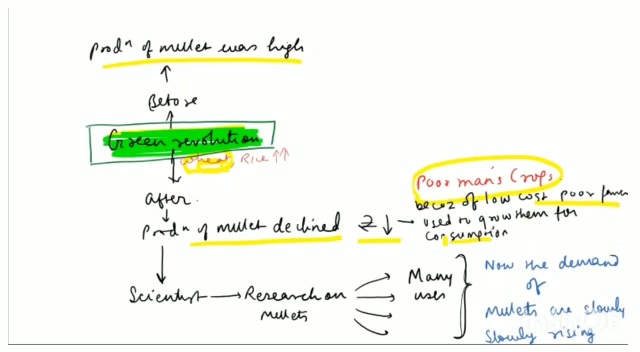 Prodⁿ of millet was high
Before
Green revolution
Wheat Rice ↑↑
after.
Poor man's Crops
becoz of low cost poor
Prodⁿ of millet declined ↓ used to grow them for
consumption
Scientist → Research on
millets
Many
uses
Now the demand
of
Millets are slowly
slowly rising